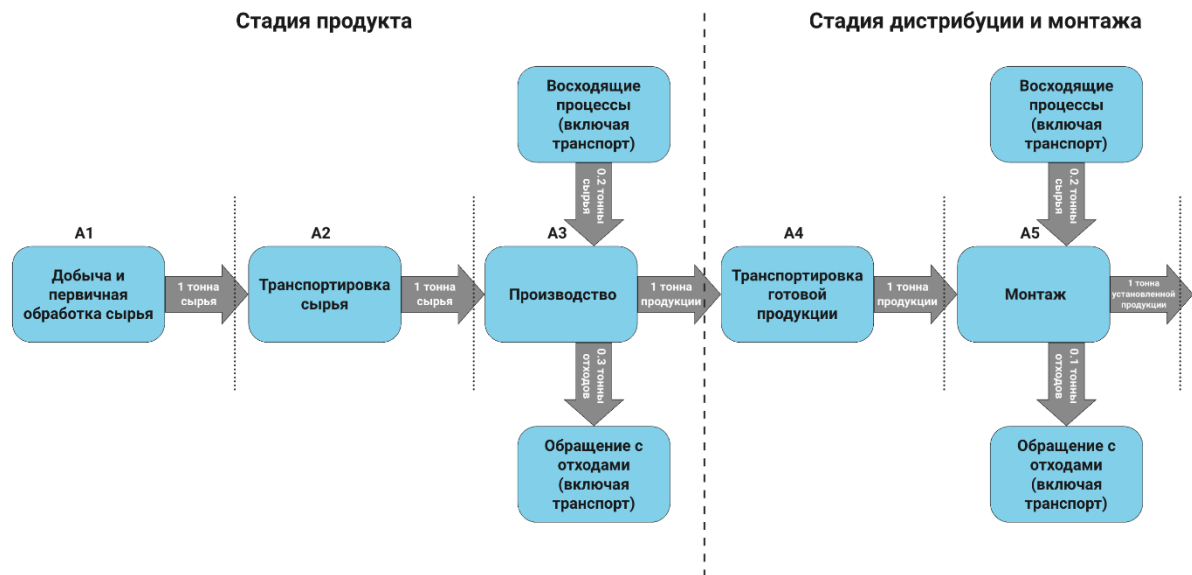 Стадия продукта
Стадия дистрибуции и монтажа
Восходящие
процессы
(включая
транспорт)
Восходящие
процессы
(включая
транспорт)
0.2 тонны
сырья
0.2 тонны
сырья
A1
A2
A3
A4
A5
Добыча и
первичная
обработка сырья
1 тонна
сырья
Транспортировка
сырья
1 тонна
сырья
Производство
1 тонна
продукции
Транспортировка
готовой
продукции
1 тонна
продукции
Монтаж
1 тонна
установленной
продукции
0.3 тонны
отходов
0.1 тонны
отходов
Обращение с
отходами
(включая
транспорт)
Обращение с
отходами
(включая
транспорт)